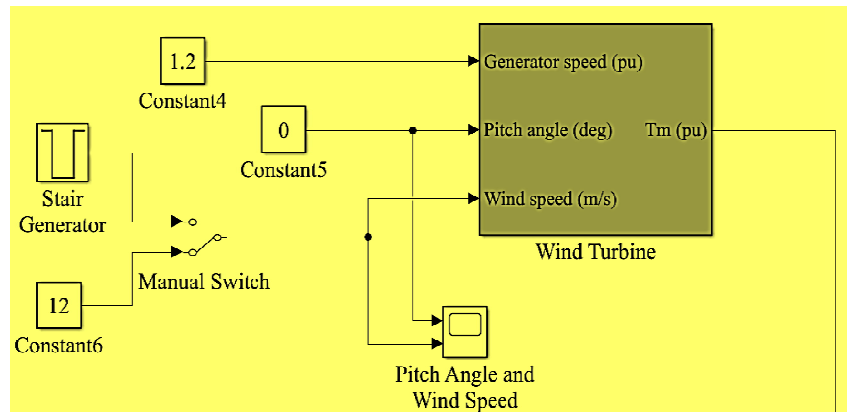 1.2
Constant4
Generator speed (pu)
0
Constant5
Pitch angle (deg)
Tm (pu)
Stair
Generator
Wind speed (m/s)
Wind Turbine
Manual Switch
12
Constant6
Pitch Angle and
Wind Speed